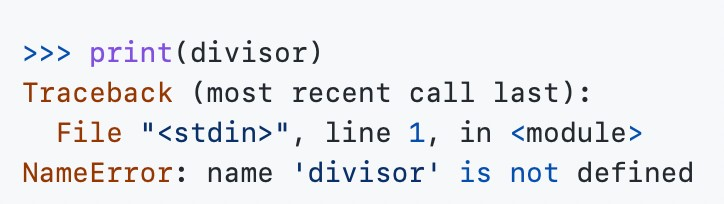 >>> print(divisor)
Traceback (most recent call last):
  File "<stdin>", line 1, in <module>
NameError: name 'divisor' is not defined